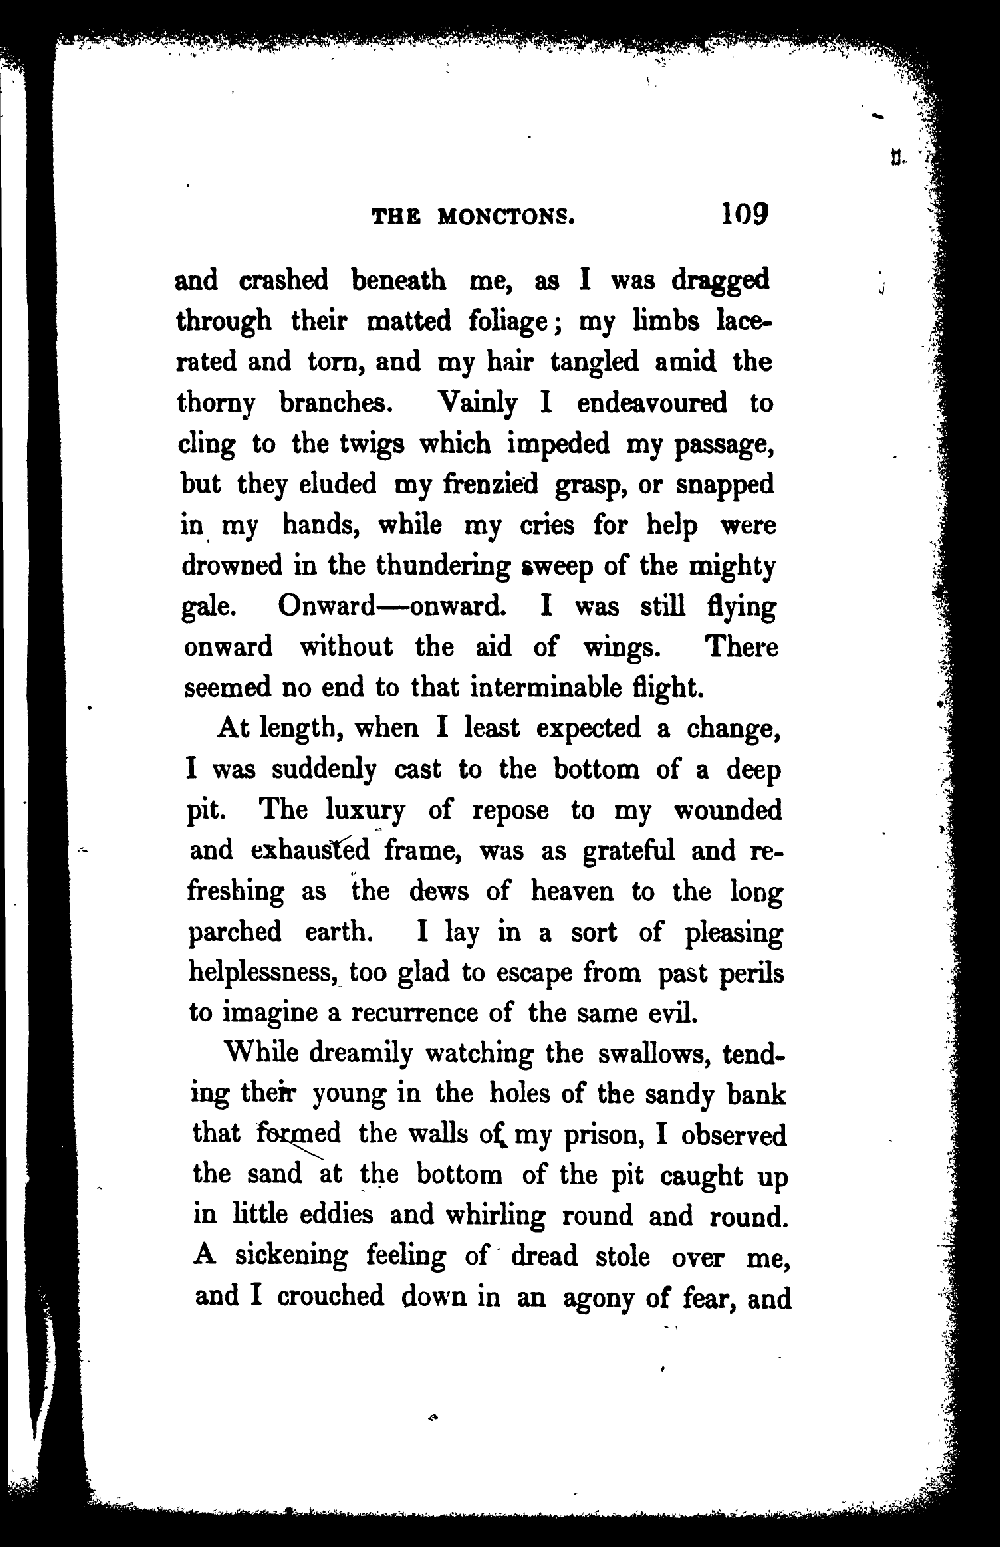 THE MONCTONS. 109
and crashed beneath me, as I was dragged
through their matted foliage; my limbs lace-
rated and torn, and my hair tangled amid the
thorny branches. Vainly I endeavoured to
cling to the twigs which impeded my passage,
but they eluded my frenzied grasp, or snapped
in my hands, while my cries for help were
drowned in the thundering sweep of the mighty
gale. Onward—onward. I was still flying
onward without the aid of wings. There
seemed no end to that interminable flight.
At length, when I least expected a change,
I was suddenly cast to the bottom of a deep
pit. The luxury of repose to my wounded
and exhausted frame, was as grateful and re-
freshing as the dews of heaven to the long
parched earth. I lay in a sort of pleasing
helplessness, too glad to escape from past perils
to imagine a recurrence of the same evil.
While dreamily watching the swallows, tend-
ing their young in the holes of the sandy bank
that formed the walls of my prison, I observed
the sand at the bottom of the pit caught up
in little eddies and whirling round and round.
A sickening feeling of dread stole over me,
and I crouched down in an agony of fear, and